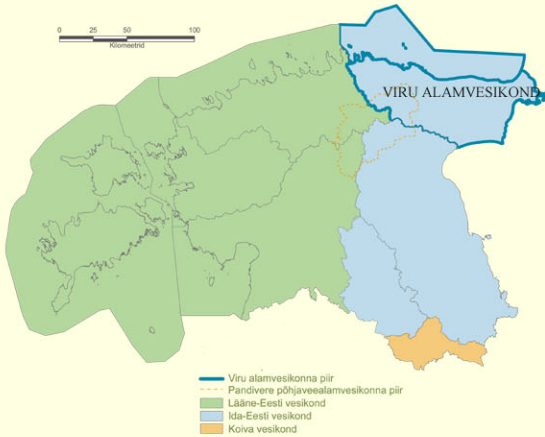 0 25 50 100
Kilomeetrid
VIRU ALAMVESIKOND
Viru alamvesikonna piir
Pandivere põhjaveealamvesikonna piir
Lääne-Eesti vesikond
Ida-Eesti vesikond
Koiva vesikond